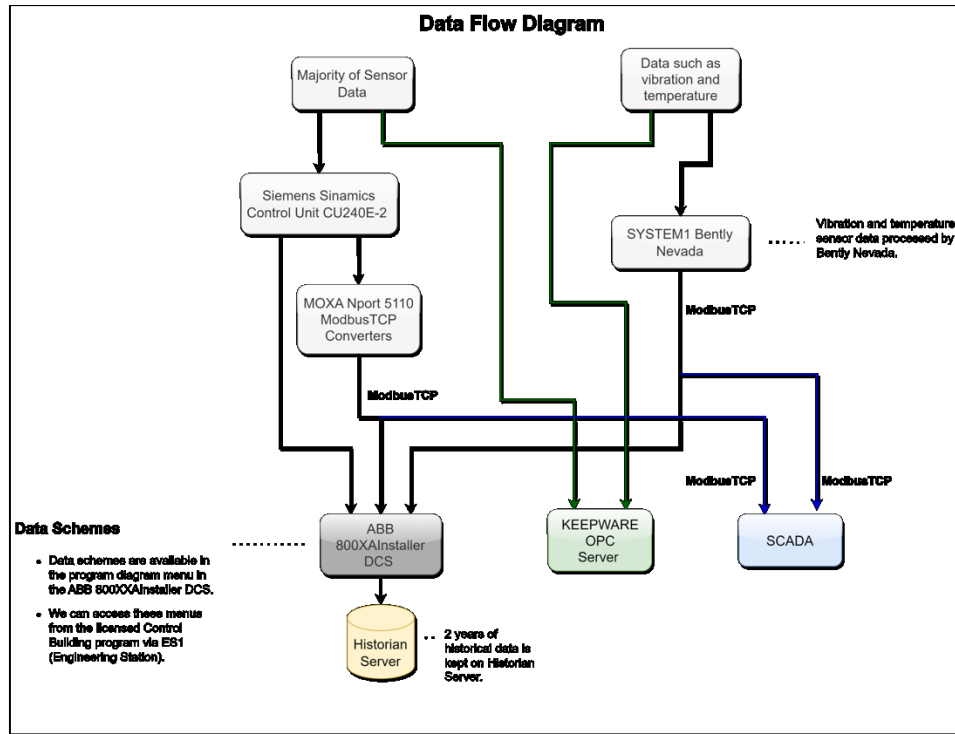 Data Flow Diagram
Majority of Sensor
Data
Data such as
vibration and
temperature
Siemens Sinamics
Control Unit CU240E-2
SYSTEM1 Bently
Nevada
Vibration and temperature
sensor data processed by
Bently Nevada.
MOXA Nport 5110
ModbusTCP
Converters
ModbusTCP
ModbusTCP
ModbusTCP
ModbusTCP
Data Schemes
• Data schemes are available in
the program diagram menu in
the ABB 800XXAInstaller DCS.
• We can access these menus
from the licensed Control
Building program via ES1
(Engineering Station).
ABB
800XAInstaller
DCS
KEEPWARE
OPC
Server
SCADA
Historian
Server
2 years of
historical data is
kept on Historian
Server.